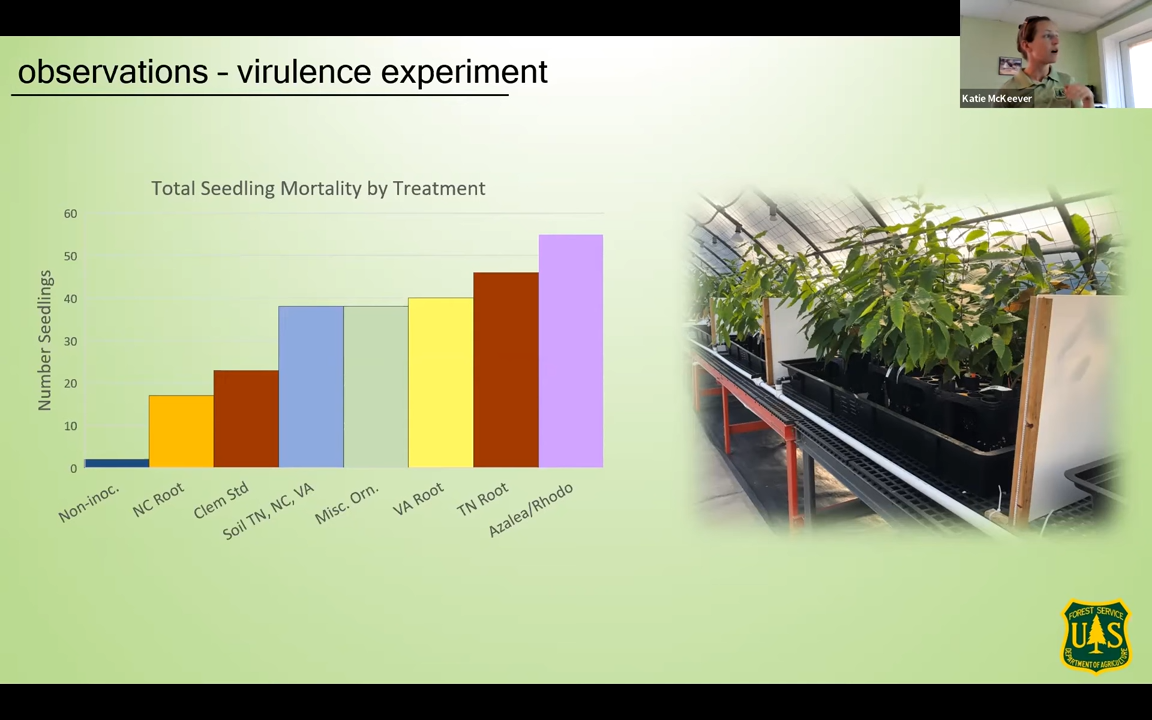 observations - virulence experiment
Katie McKeever
Total Seedling Mortality by Treatment
Number Seedlings
60
50
40
30
20
10
0
Non-inoc.
NC Root
Clem Std
Soil TN, NC, VA
Misc. Orn.
VA Root
TN Root
Azalea/Rhodo
FOREST SERVICE
U S
DEPARTMENT OF AGRICULTURE